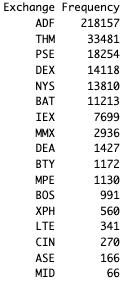 Exchange Frequency
ADF 218157
THM 33481
PSE 18254
DEX 14118
NYS 13810
BAT 11213
IEX 7699
MMX 2936
DEA 1427
BTY 1172
MPE 1130
BOS 991
XPH 560
LTE 341
CIN 270
ASE 166
MID 66